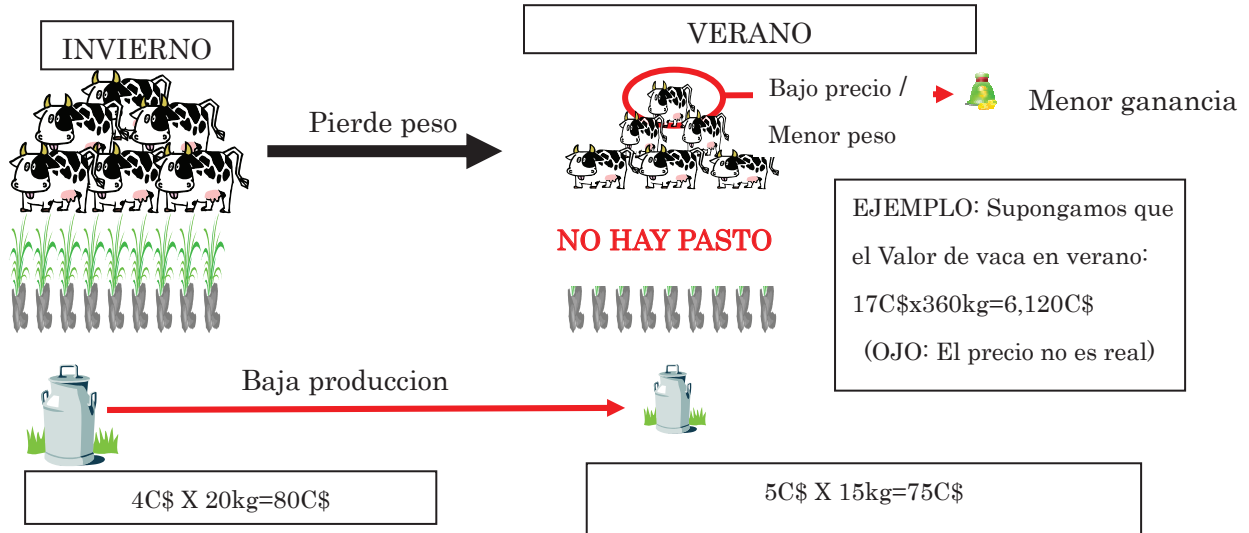 INVIERNO
VERANO
Pierde peso
Bajo precio /
Menor peso
Menor ganancia
NO HAY PASTO
EJEMPLO: Supongamos que
el Valor de vaca en verano:
17C$x360kg=6,120C$
(OJO: El precio no es real)
Baja produccion
4C$ X 20kg=80C$
5C$ X 15kg=75C$